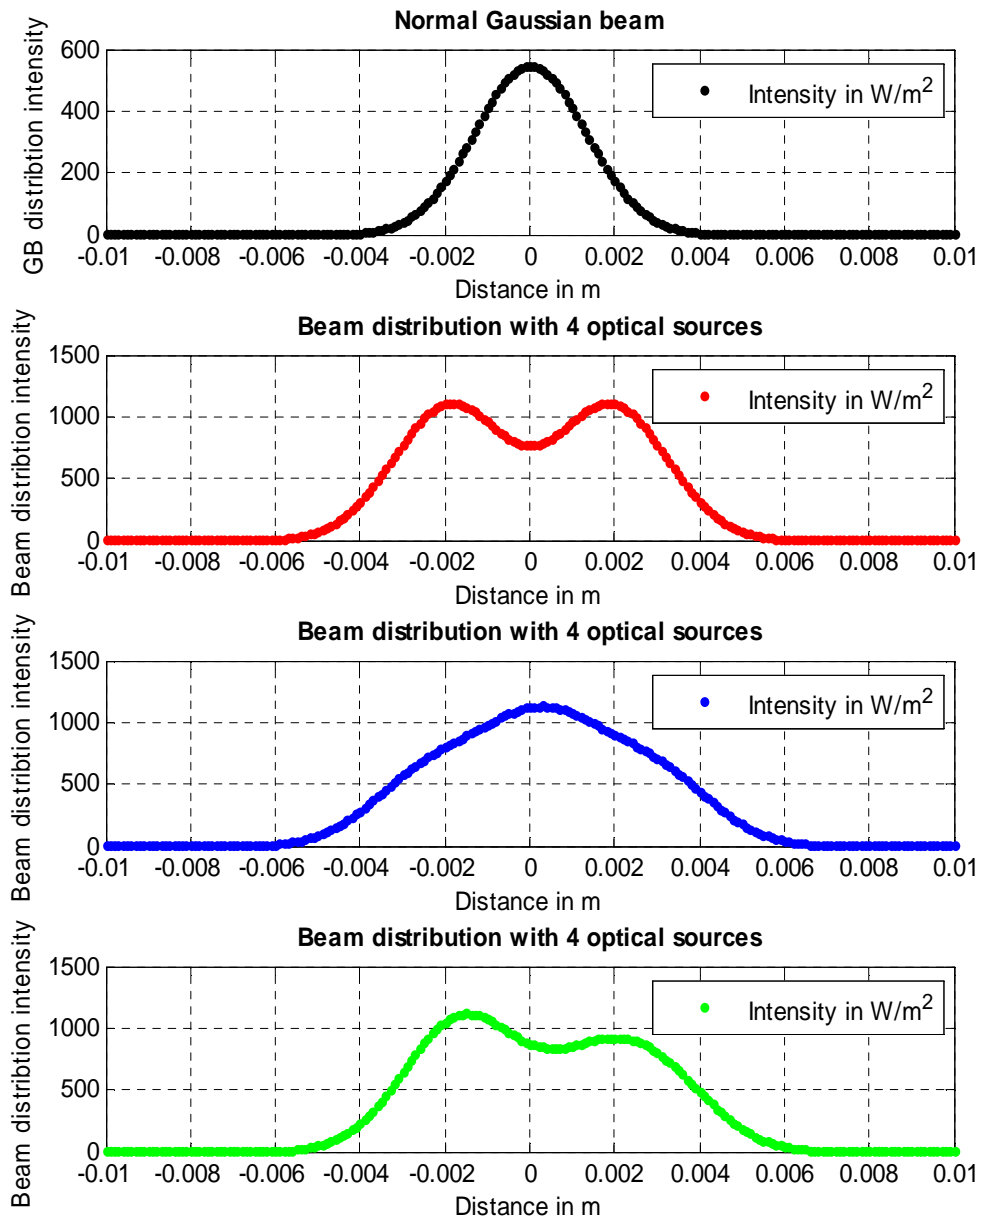 Normal Gaussian beam
GB distribtion intensity
600
400
200
0
Intensity in W/m2
-0.01 -0.008 -0.006 -0.004 -0.002 0 0.002 0.004 0.006 0.008 0.01
Distance in m
Beam distribution with 4 optical sources
Beam distribtion intensity
1500
1000
500
0
Intensity in W/m2
-0.01 -0.008 -0.006 -0.004 -0.002 0 0.002 0.004 0.006 0.008 0.01
Distance in m
Beam distribution with 4 optical sources
Beam distribtion intensity
1500
1000
500
0
Intensity in W/m2
-0.01 -0.008 -0.006 -0.004 -0.002 0 0.002 0.004 0.006 0.008 0.01
Distance in m
Beam distribution with 4 optical sources
Beam distribtion intensity
1500
1000
500
0
Intensity in W/m2
-0.01 -0.008 -0.006 -0.004 -0.002 0 0.002 0.004 0.006 0.008 0.01
Distance in m